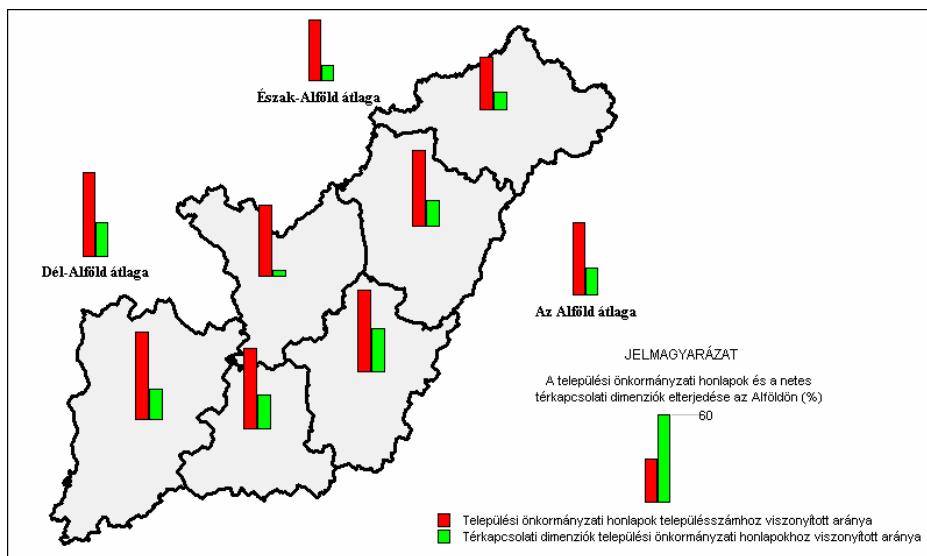 Észak-Alföld átlaga
Dél-Alföld átlaga
Az Alföld átlaga
JELMAGYARÁZAT
A települési önkormányzati honlapok és a netes
térkapcsolati dimenziók elterjedése az Alföldön (%)
60
Települési önkormányzati honlapok településszámhoz viszonyított aránya
Térkapcsolati dimenziók települési önkormányzati honlapokhoz viszonyított aránya